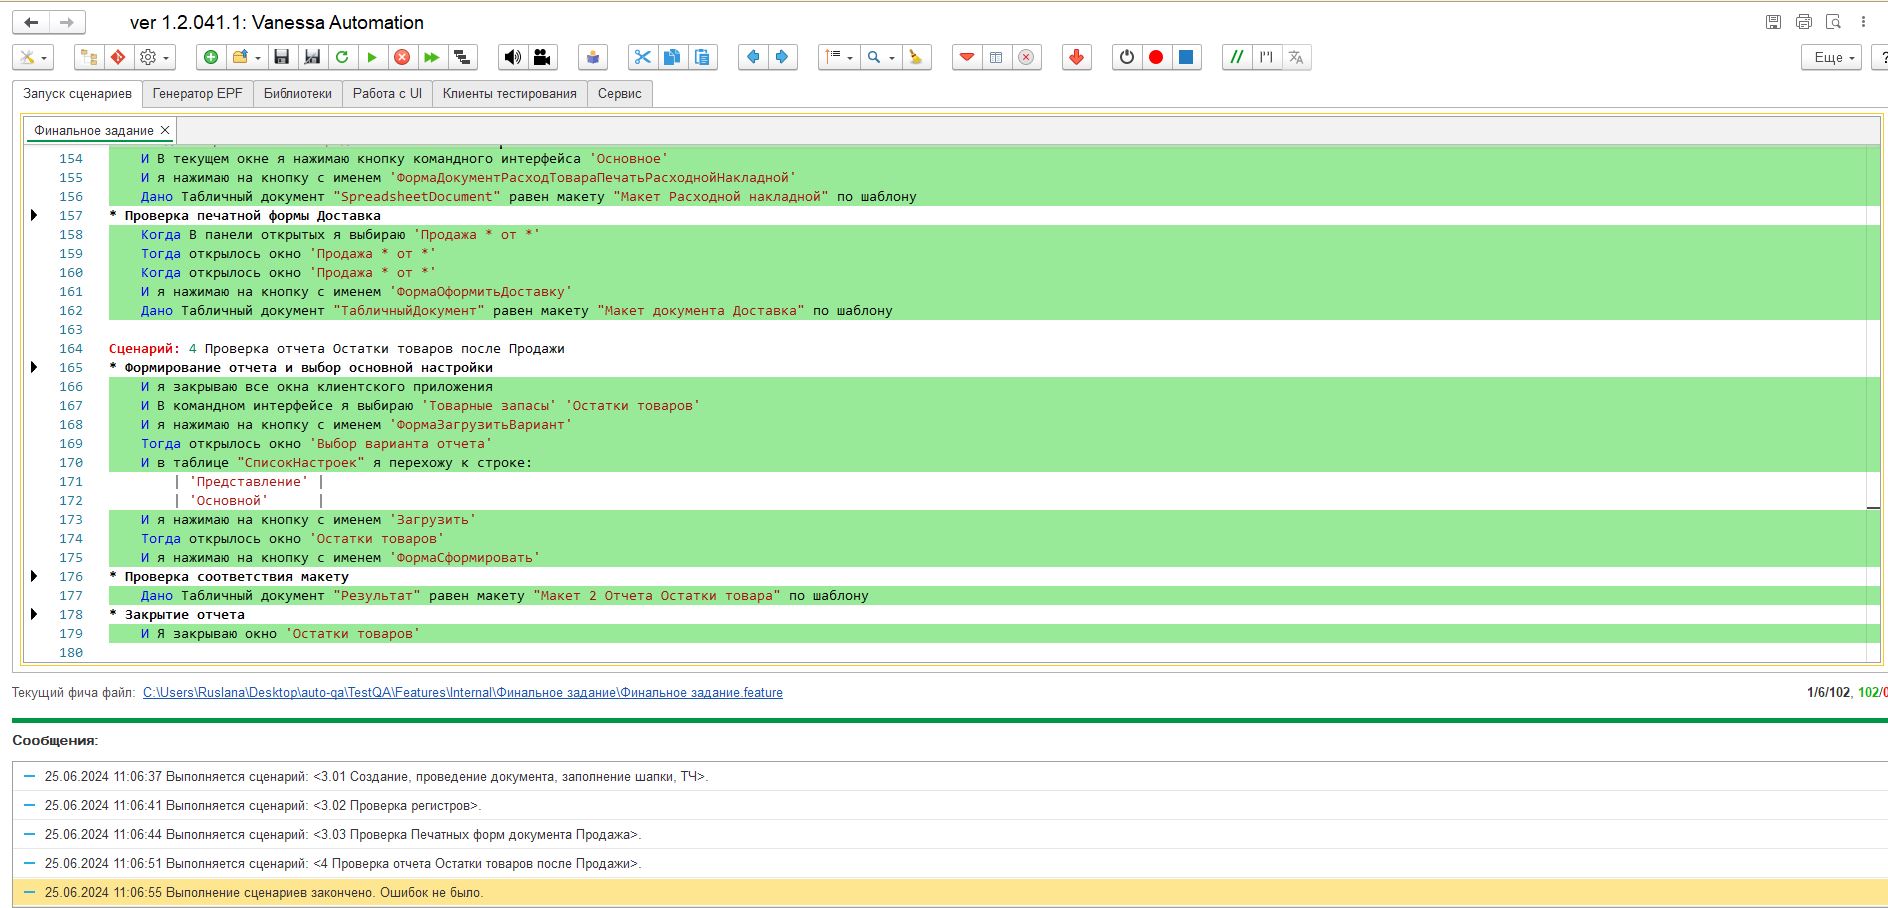 ver 1.2.041.1: Vanessa Automation
Еще
?
Запуск сценариев Генератор EPF Библиотеки Работа с UI Клиенты тестирования Сервис
Финальное задание
154 И В текущем окне я нажимаю кнопку командного интерфейса 'Основное'
155 И я нажимаю на кнопку с именем 'ФормаДокументРасходТовараПечатьРасходнойНакладной'
156 Дано Табличный документ "SpreadsheetDocument" равен макету "Макет Расходной накладной" по шаблону
157 * Проверка печатной формы Доставка
158 Когда В панели открытых я выбираю 'Продажа * от *'
159 Тогда открылось окно 'Продажа * от *'
160 Когда открылось окно 'Продажа * от *'
161 И я нажимаю на кнопку с именем 'ФормаОформитьДоставку'
162 Дано Табличный документ "ТабличныйДокумент" равен макету "Макет документа Доставка" по шаблону
163
164 Сценарий: 4 Проверка отчета Остатки товаров после Продажи
165 * Формирование отчета и выбор основной настройки
166 И я закрываю все окна клиентского приложения
167 И В командном интерфейсе я выбираю 'Товарные запасы' 'Остатки товаров'
168 И я нажимаю на кнопку с именем 'ФормаЗагрузитьВариант'
169 Тогда открылось окно 'Выбор варианта отчета'
170 И в таблице "СписокНастроек" я перехожу к строке:
171 | 'Представление' |
172 | 'Основной' |
173 И я нажимаю на кнопку с именем 'Загрузить'
174 Тогда открылось окно 'Остатки товаров'
175 И я нажимаю на кнопку с именем 'ФормаСформировать'
176 * Проверка соответствия макету
177 Дано Табличный документ "Результат" равен макету "Макет 2 Отчета Остатки товара" по шаблону
178 * Закрытие отчета
179 И Я закрываю окно 'Остатки товаров'
180
Текущий фича файл: C:\Users\Ruslana\Desktop\auto-qa\TestQA\Features\Internal\Финальное задание\Финальное задание.feature 1/6/102, 102/0
Сообщения:
25.06.2024 11:06:37 Выполняется сценарий: <3.01 Создание, проведение документа, заполнение шапки, ТЧ>.
25.06.2024 11:06:41 Выполняется сценарий: <3.02 Проверка регистров>.
25.06.2024 11:06:44 Выполняется сценарий: <3.03 Проверка Печатных форм документа Продажа>.
25.06.2024 11:06:51 Выполняется сценарий: <4 Проверка отчета Остатки товаров после Продажи>.
25.06.2024 11:06:55 Выполнение сценариев закончено. Ошибок не было.